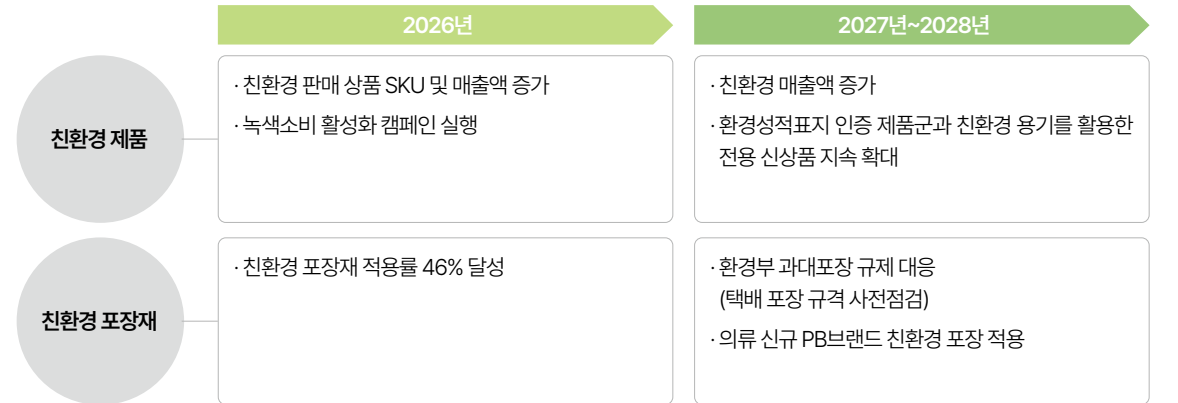 2026년
2027년~2028년
친환경 제품
· 친환경 판매 상품 SKU 및 매출액 증가
· 녹색소비 활성화 캠페인 실행
· 친환경 매출액 증가
· 환경성적표지 인증 제품군과 친환경 용기를 활용한
전용 신상품 지속 확대
친환경 포장재
· 친환경 포장재 적용률 46% 달성
· 환경부 과대포장 규제 대응
(택배 포장 규격 사전점검)
· 의류 신규 PB브랜드 친환경 포장 적용